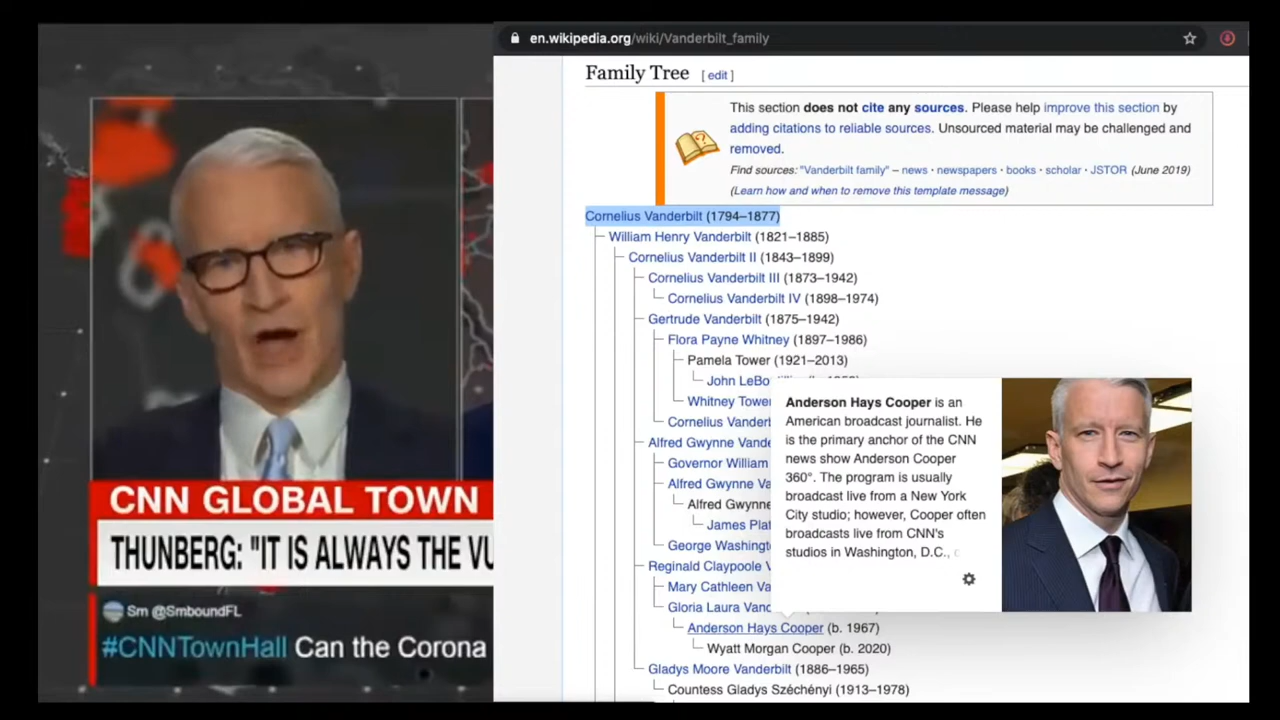 en.wikipedia.org/wiki/Vanderbilt_family
Family Tree [ edit ]
This section does not cite any sources. Please help improve this section by
adding citations to reliable sources. Unsourced material may be challenged and
removed.
Find sources: "Vanderbilt family" – news · newspapers · books · scholar · JSTOR (June 2019)
(Learn how and when to remove this template message)
Cornelius Vanderbilt (1794–1877)
William Henry Vanderbilt (1821–1885)
Cornelius Vanderbilt II (1843–1899)
Cornelius Vanderbilt III (1873–1942)
Cornelius Vanderbilt IV (1898–1974)
Gertrude Vanderbilt (1875–1942)
Flora Payne Whitney (1897–1986)
Pamela Tower (1921–2013)
John LeBo
Whitney Tower
Cornelius Vanderb
Alfred Gwynne Vande
Governor William
Alfred Gwynne Va
Alfred Gwynne
James Plat
George Washingt
Reginald Claypoole V
Mary Cathleen Va
Gloria Laura Vand
Anderson Hays Cooper (b. 1967)
Wyatt Morgan Cooper (b. 2020)
Gladys Moore Vanderbilt (1886–1965)
Countess Gladys Széchényi (1913–1978)
Anderson Hays Cooper is an
American broadcast journalist. He
is the primary anchor of the CNN
news show Anderson Cooper
360°. The program is usually
broadcast live from a New York
City studio; however, Cooper often
broadcasts live from CNN's
studios in Washington, D.C.,
CNN GLOBAL TOWN
THUNBERG: "IT IS ALWAYS THE VU
Sm @SmboundFL
#CNNTownHall Can the Corona